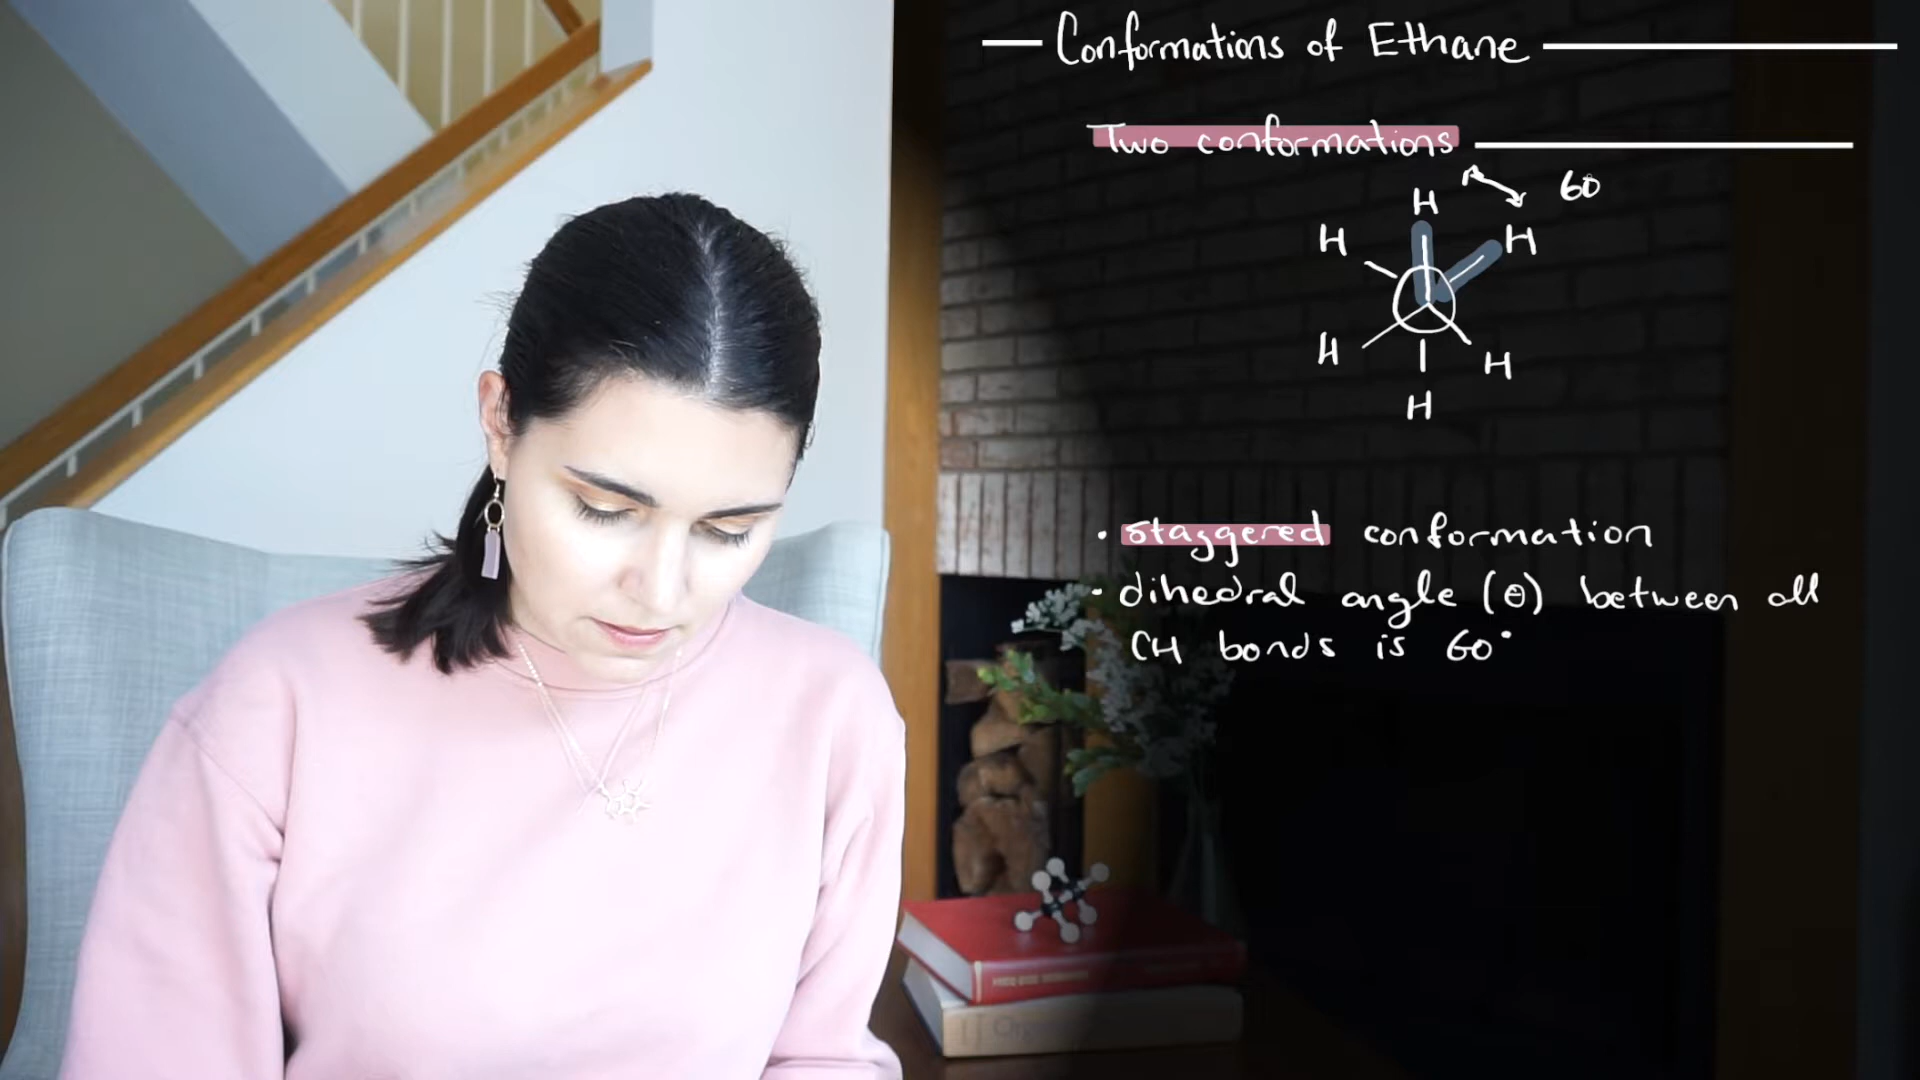 Conformations of Ethane
Two conformations
60
H
H
H
H
H
H
• staggered conformation
• dihedral angle (θ) between all
CH bonds is 60°